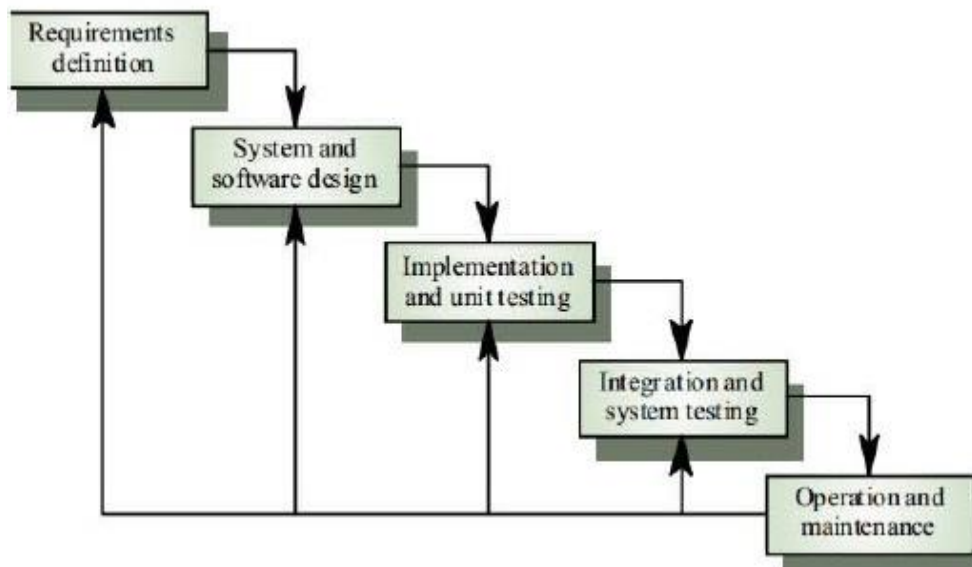 Requirements
definition
System and
software design
Implementation
and unit testing
Integration and
system testing
Operation and
maintenance